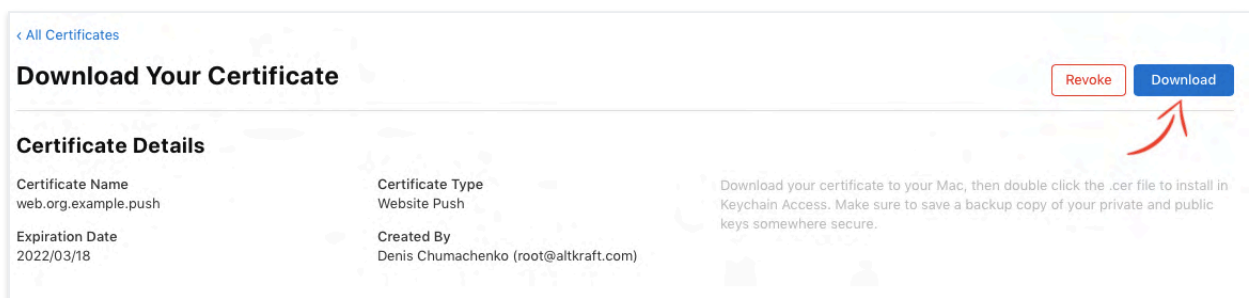 ‹ All Certificates
Download Your Certificate
Revoke
Download
Certificate Details
Certificate Name
web.org.example.push
Certificate Type
Website Push
Download your certificate to your Mac, then double click the .cer file to install in
Keychain Access. Make sure to save a backup copy of your private and public
keys somewhere secure.
Expiration Date
2022/03/18
Created By
Denis Chumachenko (root@altkraft.com)